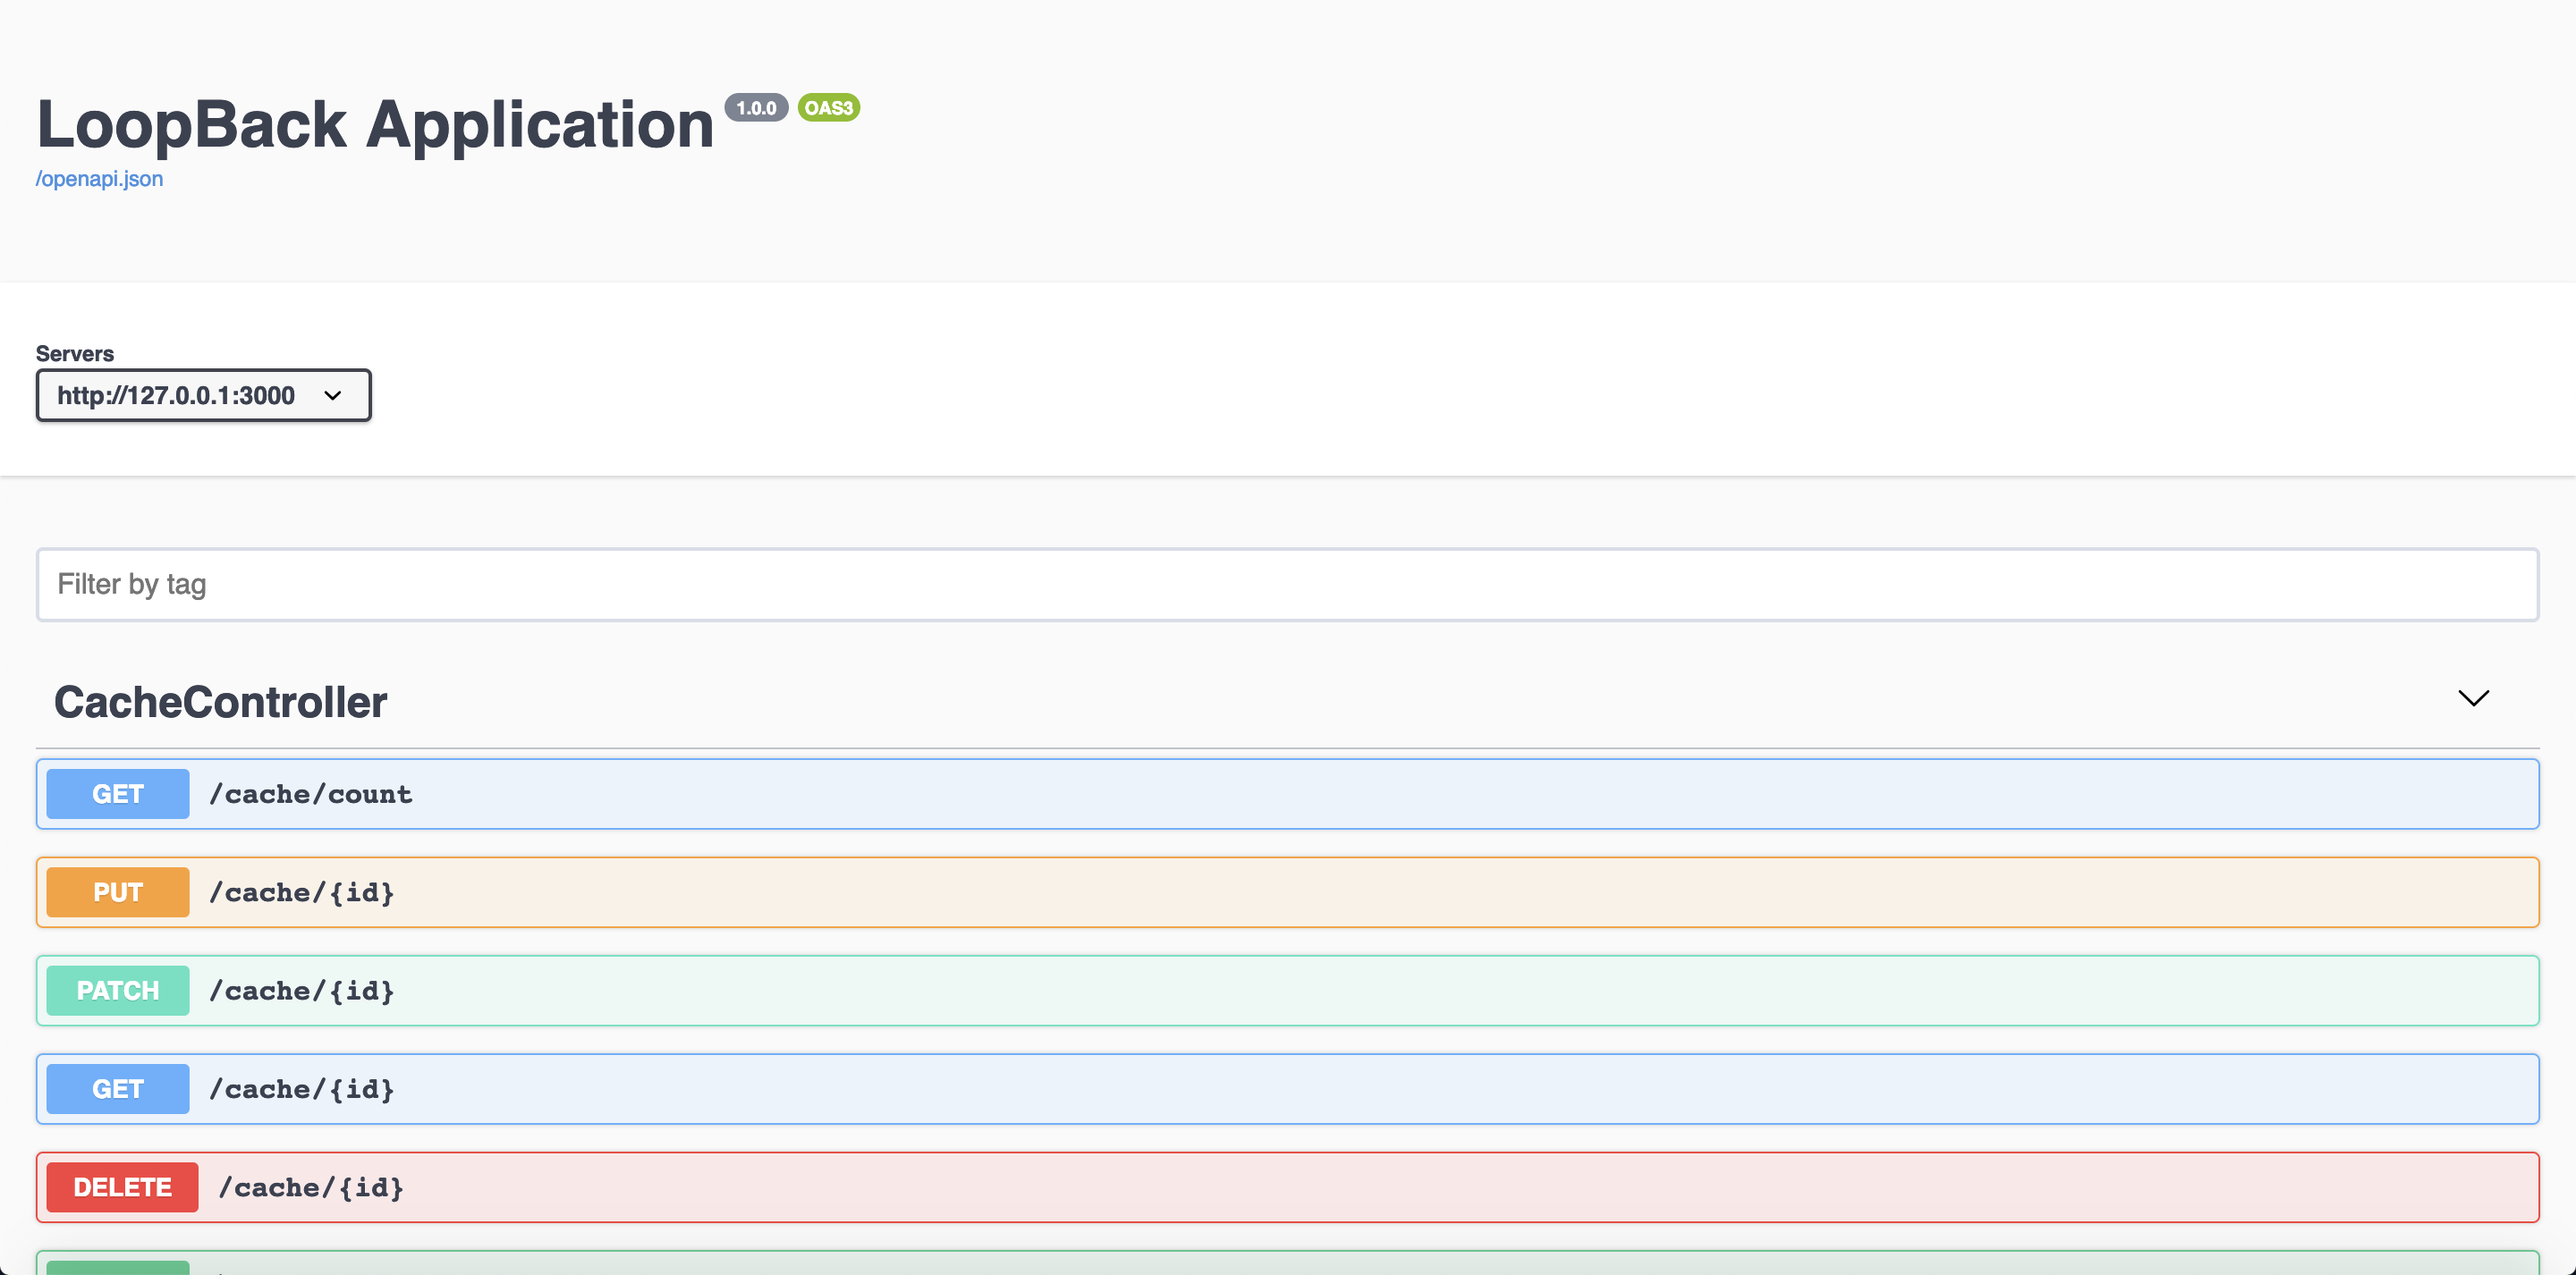 LoopBack Application 1.0.0 OAS3
/openapi.json
Servers
http://127.0.0.1:3000
Filter by tag
CacheController
GET /cache/count
PUT /cache/{id}
PATCH /cache/{id}
GET /cache/{id}
DELETE /cache/{id}